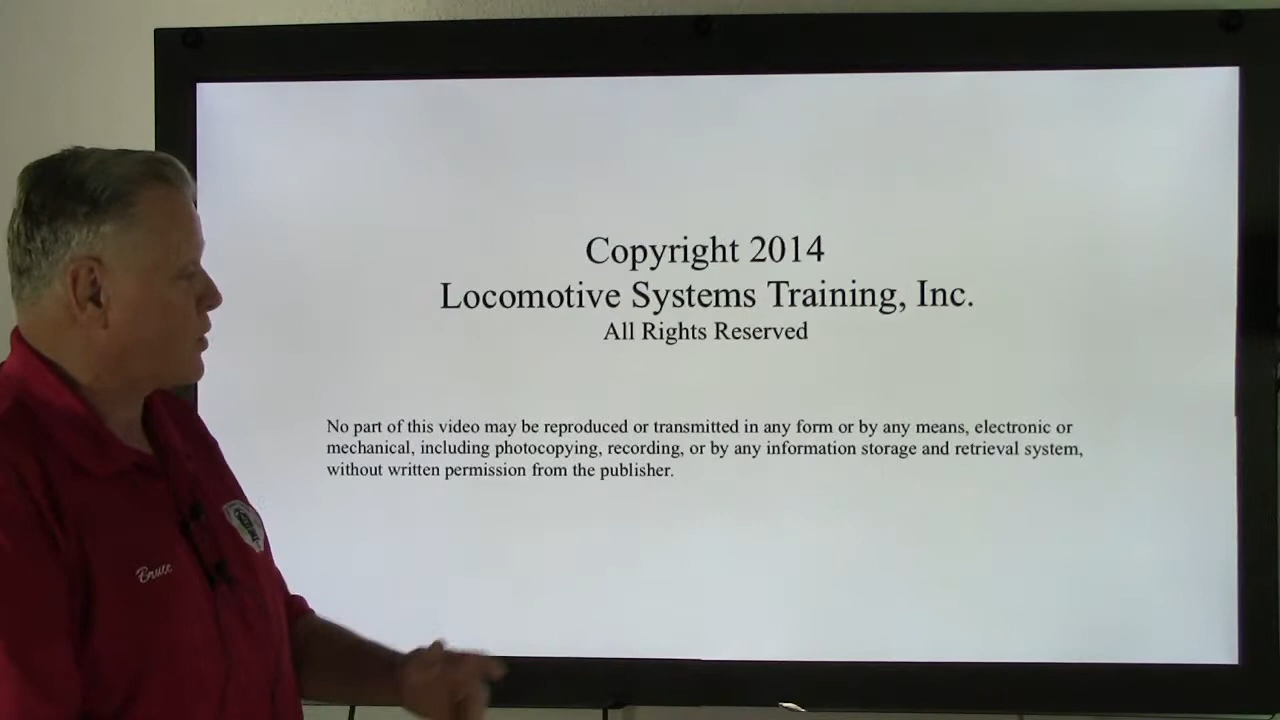 Copyright 2014
Locomotive Systems Training, Inc.
All Rights Reserved
No part of this video may be reproduced or transmitted in any form or by any means, electronic or
mechanical, including photocopying, recording, or by any information storage and retrieval system,
without written permission from the publisher.
Bruce